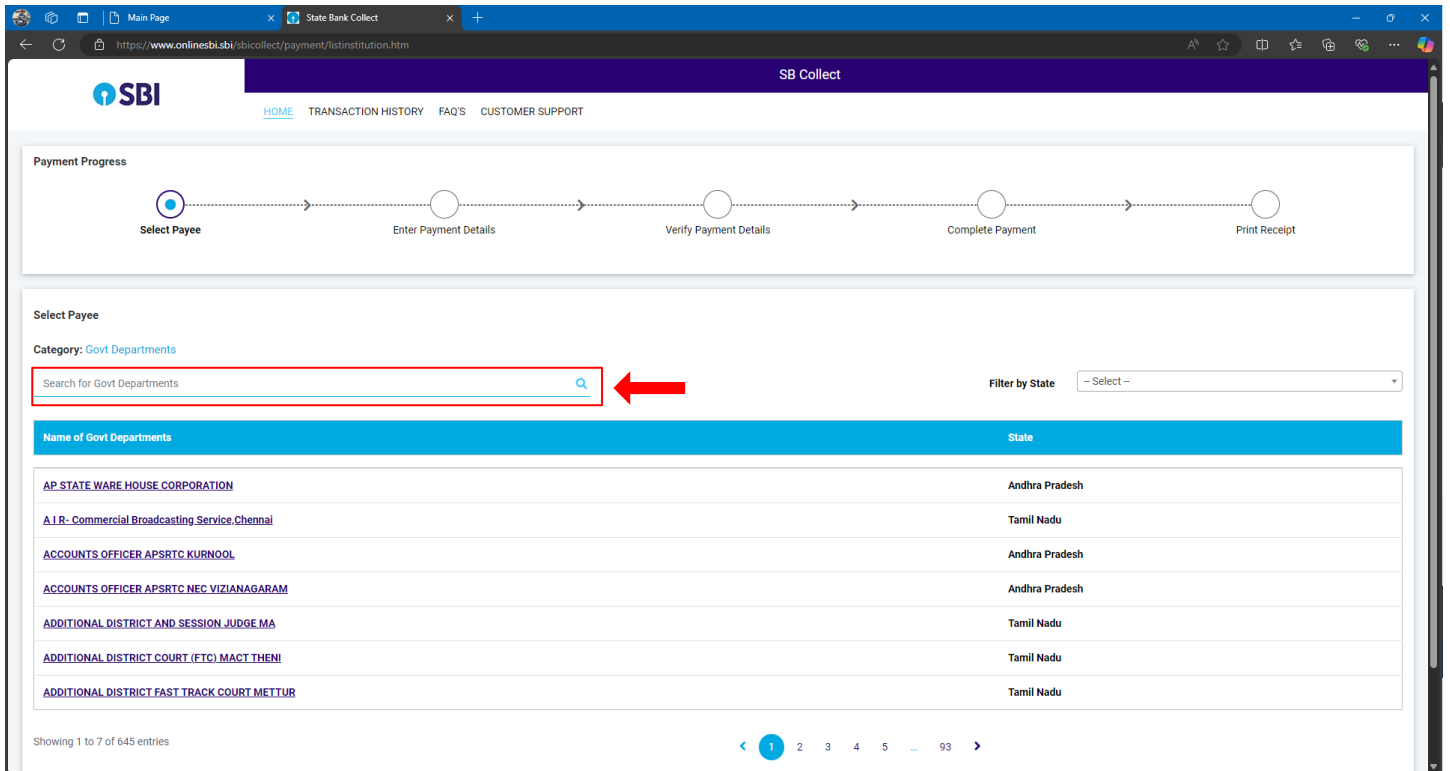 Main Page
State Bank Collect
https://www.onlinesbi.sbi/sbicollect/payment/listinstitution.htm
SBI
SB Collect
HOME TRANSACTION HISTORY FAQ'S CUSTOMER SUPPORT
Payment Progress
Select Payee Enter Payment Details Verify Payment Details Complete Payment Print Receipt
Select Payee
Category: Govt Departments
Search for Govt Departments
Filter by State -- Select --
Name of Govt Departments State
AP STATE WARE HOUSE CORPORATION Andhra Pradesh
A I R- Commercial Broadcasting Service,Chennai Tamil Nadu
ACCOUNTS OFFICER APSRTC KURNOOL Andhra Pradesh
ACCOUNTS OFFICER APSRTC NEC VIZIANAGARAM Andhra Pradesh
ADDITIONAL DISTRICT AND SESSION JUDGE MA Tamil Nadu
ADDITIONAL DISTRICT COURT (FTC) MACT THENI Tamil Nadu
ADDITIONAL DISTRICT FAST TRACK COURT METTUR Tamil Nadu
Showing 1 to 7 of 645 entries
1 2 3 4 5 ... 93